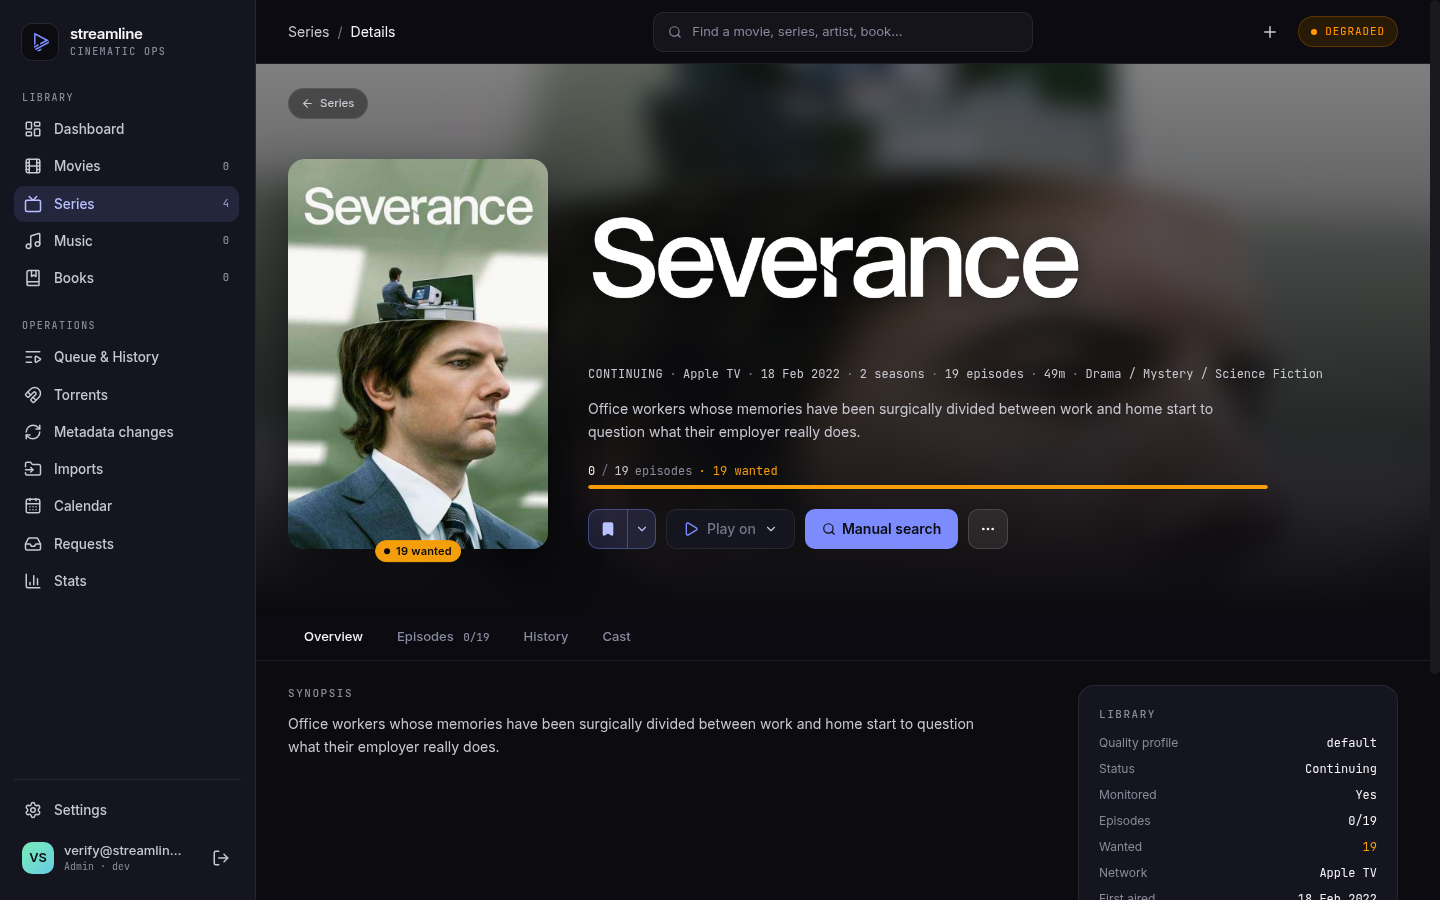 streamline
CINEMATIC OPS
LIBRARY
Dashboard
Movies 0
Series 4
Music 0
Books 0
OPERATIONS
Queue & History
Torrents
Metadata changes
Imports
Calendar
Requests
Stats
Settings
VS
verify@streamlin...
Admin · dev
Series / Details
Find a movie, series, artist, book...
DEGRADED
Series
Severance
19 wanted
Severance
CONTINUING · Apple TV · 18 Feb 2022 · 2 seasons · 19 episodes · 49m · Drama / Mystery / Science Fiction
Office workers whose memories have been surgically divided between work and home start to
question what their employer really does.
0 / 19 episodes · 19 wanted
Play on
Manual search
Overview Episodes 0/19 History Cast
SYNOPSIS
Office workers whose memories have been surgically divided between work and home start to question
what their employer really does.
LIBRARY
Quality profile default
Status Continuing
Monitored Yes
Episodes 0/19
Wanted 19
Network Apple TV
First aired 18 Feb 2022